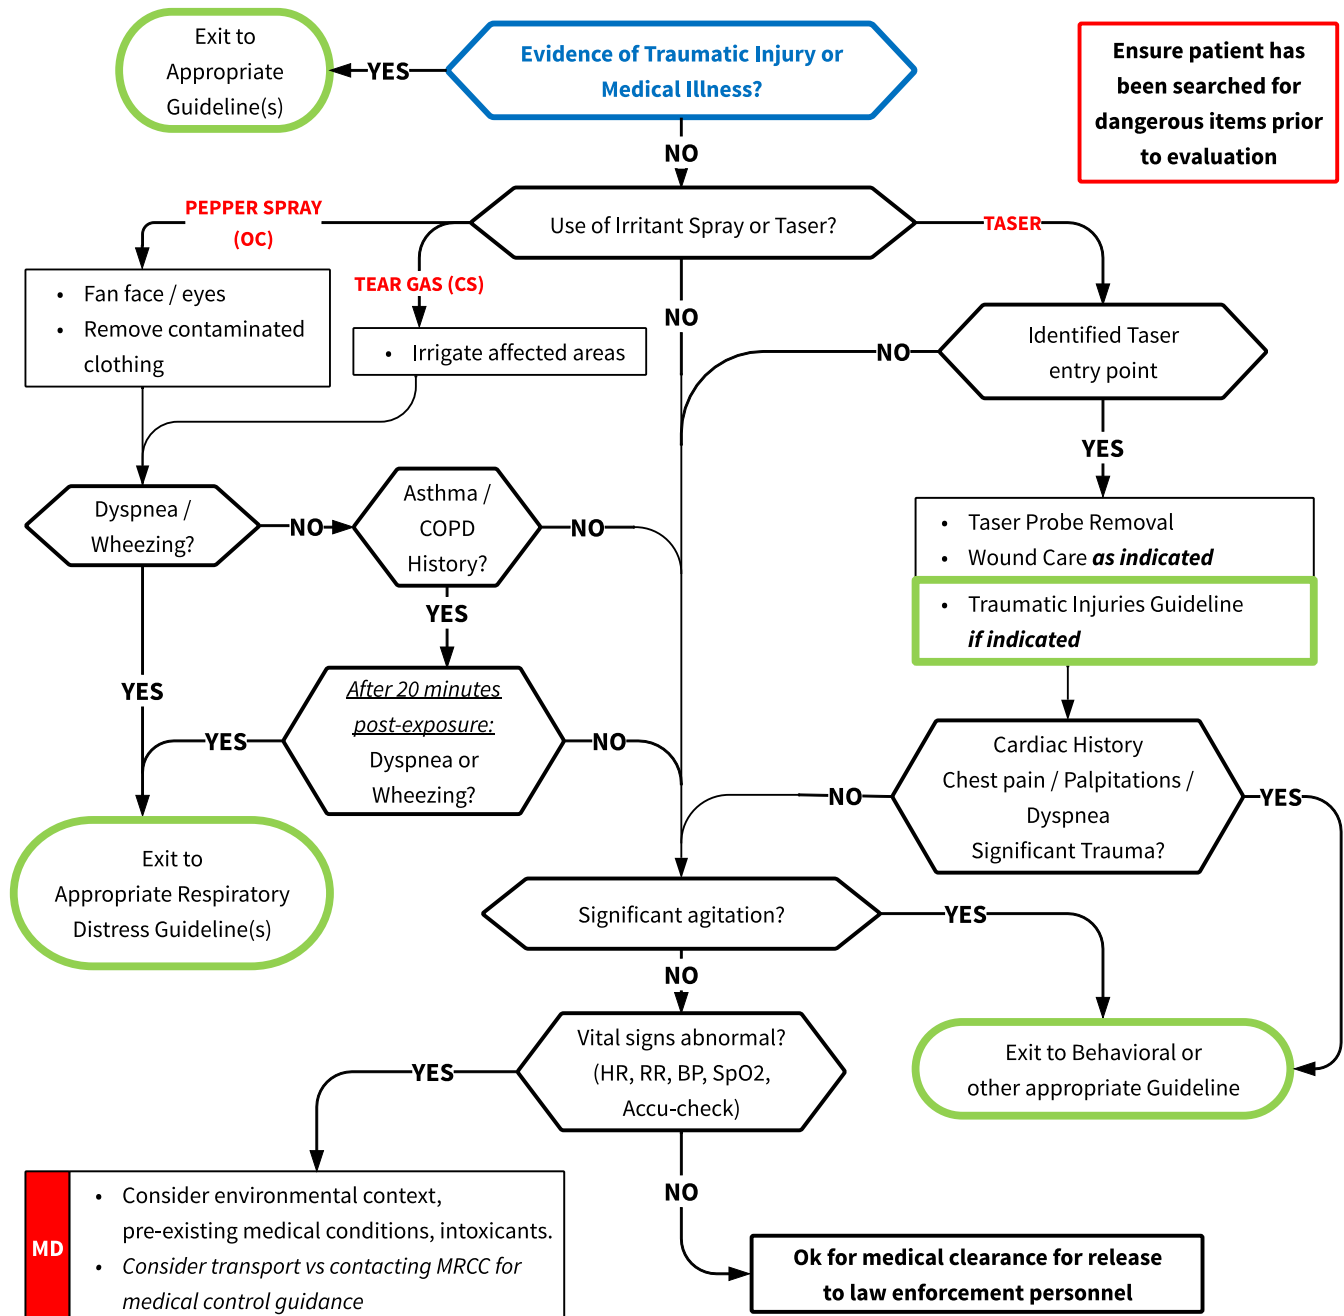 Exit to
Appropriate
Guideline(s)
YES
Evidence of Traumatic Injury or
Medical Illness?
Ensure patient has
been searched for
dangerous items prior
to evaluation
NO
PEPPER SPRAY
(OC)
Use of Irritant Spray or Taser?
TASER
TEAR GAS (CS)
• Fan face / eyes
• Remove contaminated
clothing
• Irrigate affected areas
NO
NO
Identified Taser
entry point
YES
Dyspnea /
Wheezing?
NO
Asthma /
COPD
History?
NO
• Taser Probe Removal
• Wound Care as indicated
• Traumatic Injuries Guideline
if indicated
YES
YES
After 20 minutes
post-exposure:
Dyspnea or
Wheezing?
YES
NO
Cardiac History
Chest pain / Palpitations /
Dyspnea
Significant Trauma?
NO
YES
Exit to
Appropriate Respiratory
Distress Guideline(s)
Significant agitation?
YES
NO
Vital signs abnormal?
(HR, RR, BP, SpO2,
Accu-check)
YES
Exit to Behavioral or
other appropriate Guideline
NO
MD
• Consider environmental context,
pre-existing medical conditions, intoxicants.
• Consider transport vs contacting MRCC for
medical control guidance
Ok for medical clearance for release
to law enforcement personnel